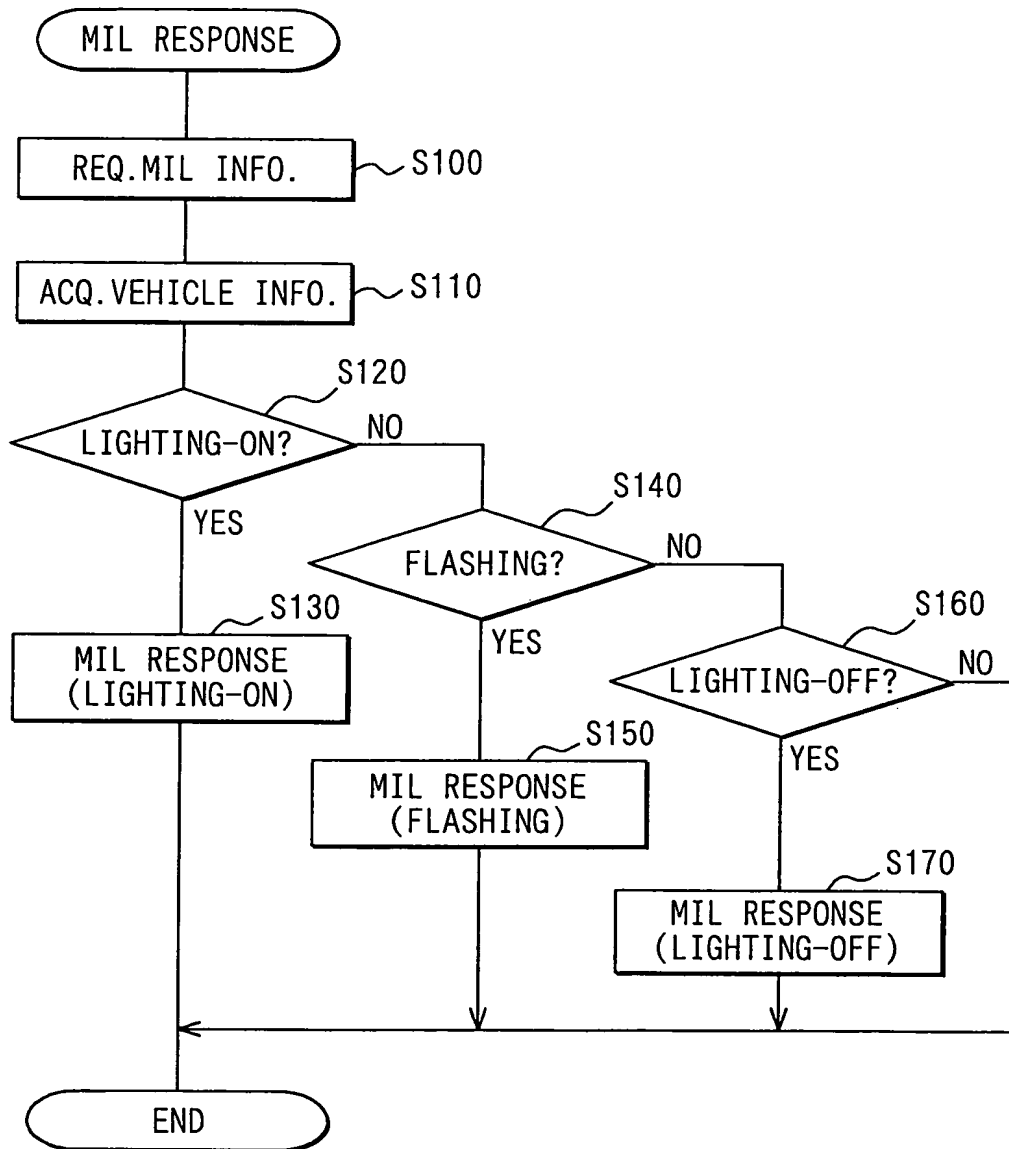 MIL RESPONSE
REQ.MIL INFO.
S100
ACQ.VEHICLE INFO.
S110
S120
LIGHTING-ON?
NO
YES
S140
FLASHING?
NO
YES
S130
MIL RESPONSE
(LIGHTING-ON)
S160
LIGHTING-OFF?
NO
YES
S150
MIL RESPONSE
(FLASHING)
S170
MIL RESPONSE
(LIGHTING-OFF)
END